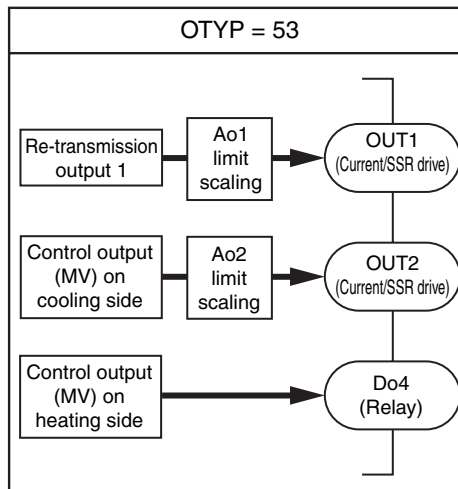 OTYP = 53
Re-transmission
output 1
Ao1
limit
scaling
OUT1
(Current/SSR drive)
Control output
(MV) on
cooling side
Ao2
limit
scaling
OUT2
(Current/SSR drive)
Control output
(MV) on
heating side
Do4
(Relay)